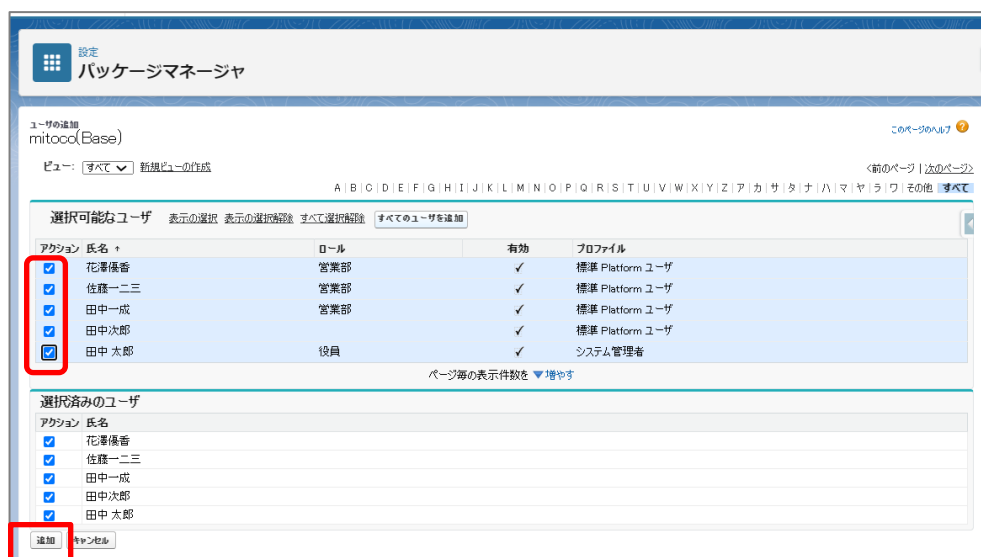 設定
パッケージマネージャ
ユーザの追加
mitoco(Base)
このページのヘルプ ?
ビュー: すべて 新規ビューの作成
<前のページ | 次のページ>
A | B | C | D | E | F | G | H | I | J | K | L | M | N | O | P | Q | R | S | T | U | V | W | X | Y | Z | ア | カ | サ | タ | ナ | ハ | マ | ヤ | ラ | ワ | その他 | すべて
選択可能なユーザ 表示の選択 表示の選択解除 すべて選択解除 すべてのユーザを追加
アクション 氏名 ↑ ロール 有効 プロファイル
花澤優香 営業部 ✓ 標準 Platform ユーザ
佐藤一二三 営業部 ✓ 標準 Platform ユーザ
田中一成 営業部 ✓ 標準 Platform ユーザ
田中次郎 ✓ 標準 Platform ユーザ
田中 太郎 役員 ✓ システム管理者
ページ毎の表示件数を ▼増やす
選択済みのユーザ
アクション 氏名
花澤優香
佐藤一二三
田中一成
田中次郎
田中 太郎
追加 キャンセル